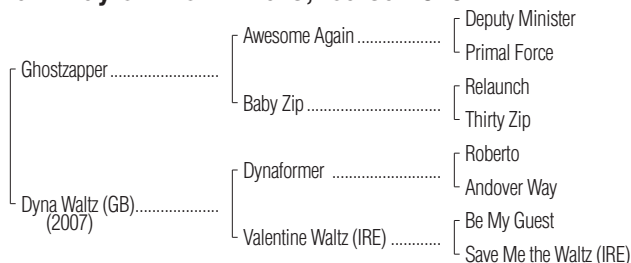 Deputy Minister
Awesome Again ..............................
Primal Force
Ghostzapper ........................
Relaunch
Baby Zip .............................
Thirty Zip
Roberto
Dynaformer ........................
Andover Way
Dyna Waltz (GB)...................
(2007)
Be My Guest
Valentine Waltz (IRE) ............
Save Me the Waltz (IRE)